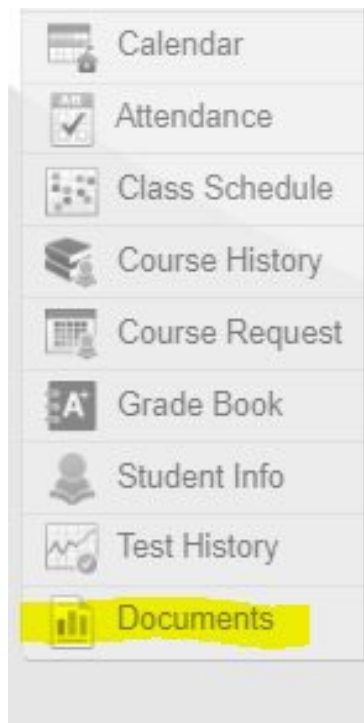 Calendar
Attendance
Class Schedule
Course History
Course Request
Grade Book
Student Info
Test History
Documents